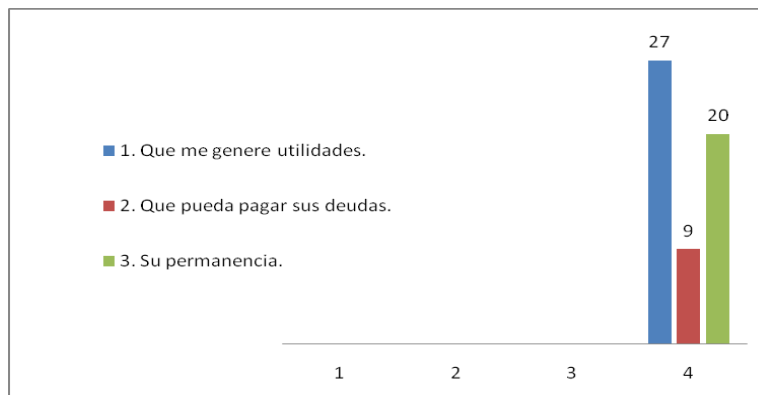 27
20
1. Que me genere utilidades.
2. Que pueda pagar sus deudas.
9
3. Su permanencia.
1 2 3 4